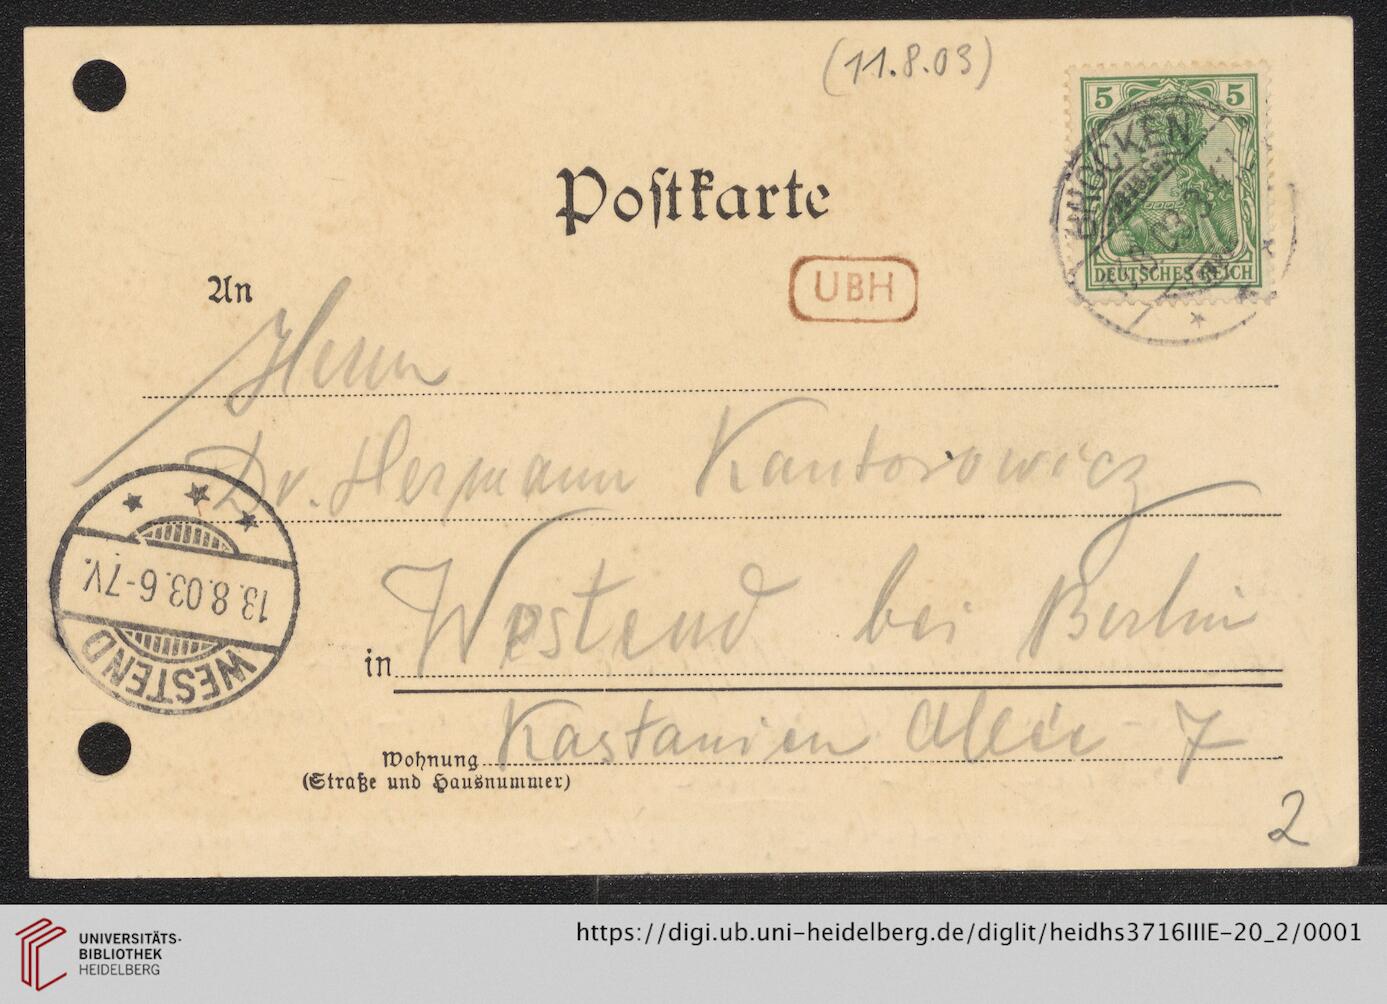 (11.8.03)
5 5
BROCKEN
DEUTSCHES REICH
Postkarte
UBH
An
Herrn
Dr. Hermann Kantorowicz
13.8.03.6-7V.
WESTEND
in Westend bei Berlin
Wohnung Kastanien Allee 7
(Straße und Hausnummer)
2
UNIVERSITÄTS-
BIBLIOTHEK
HEIDELBERG
https://digi.ub.uni-heidelberg.de/diglit/heidhs3716IIIE-20_2/0001